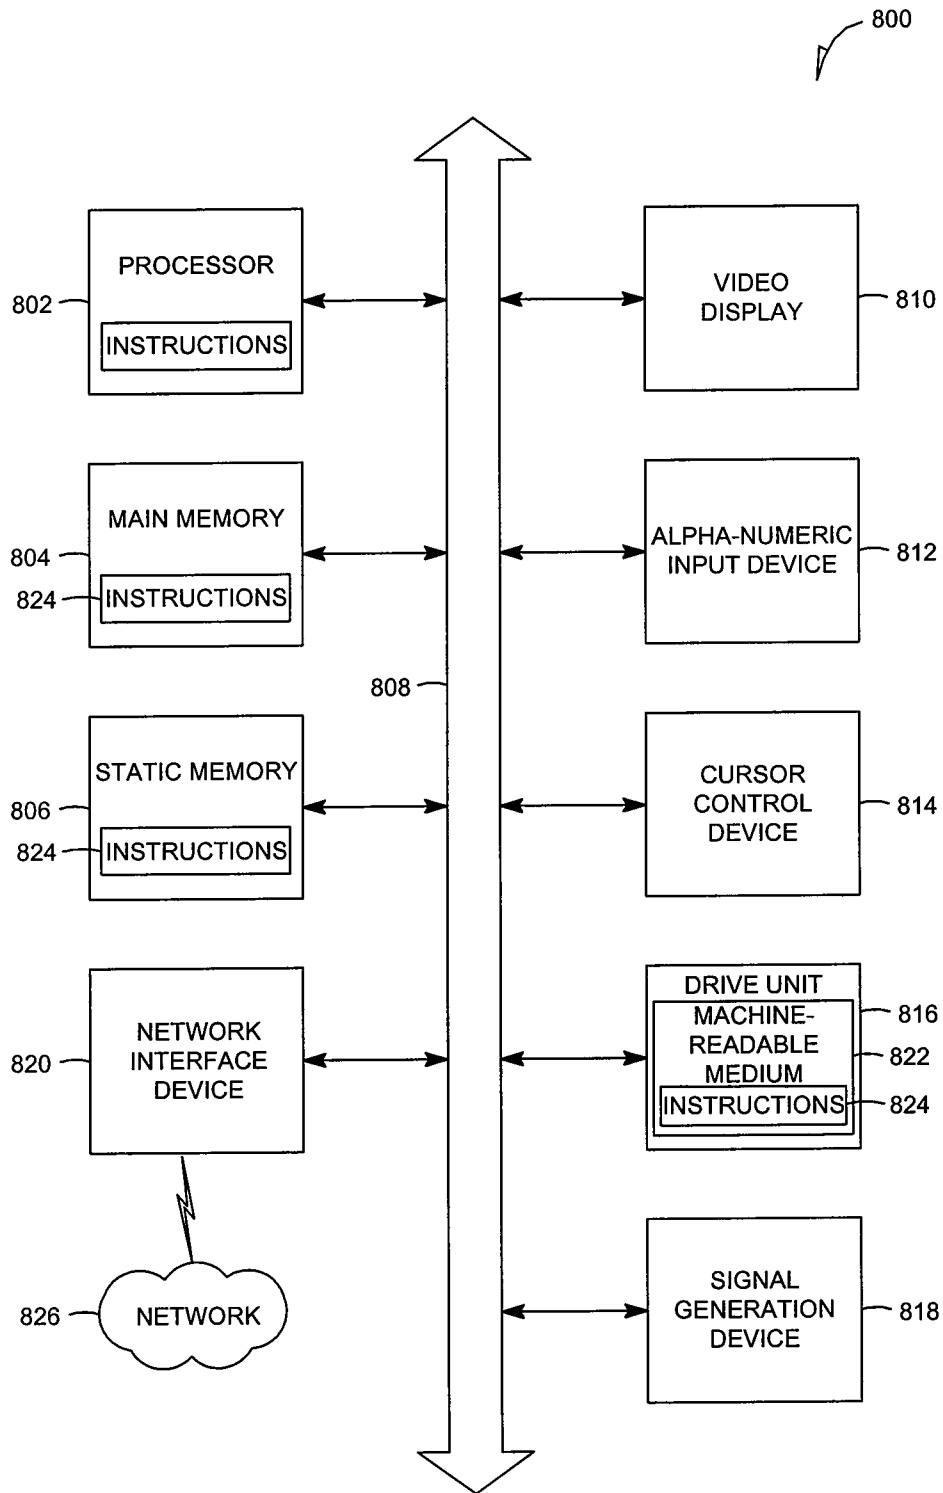 800
PROCESSOR
802
INSTRUCTIONS
VIDEO
DISPLAY
810
MAIN MEMORY
804
824
INSTRUCTIONS
ALPHA-NUMERIC
INPUT DEVICE
812
808
STATIC MEMORY
806
824
INSTRUCTIONS
CURSOR
CONTROL
DEVICE
814
NETWORK
INTERFACE
DEVICE
820
DRIVE UNIT
816
MACHINE-
READABLE
MEDIUM
822
INSTRUCTIONS
824
826
NETWORK
SIGNAL
GENERATION
DEVICE
818